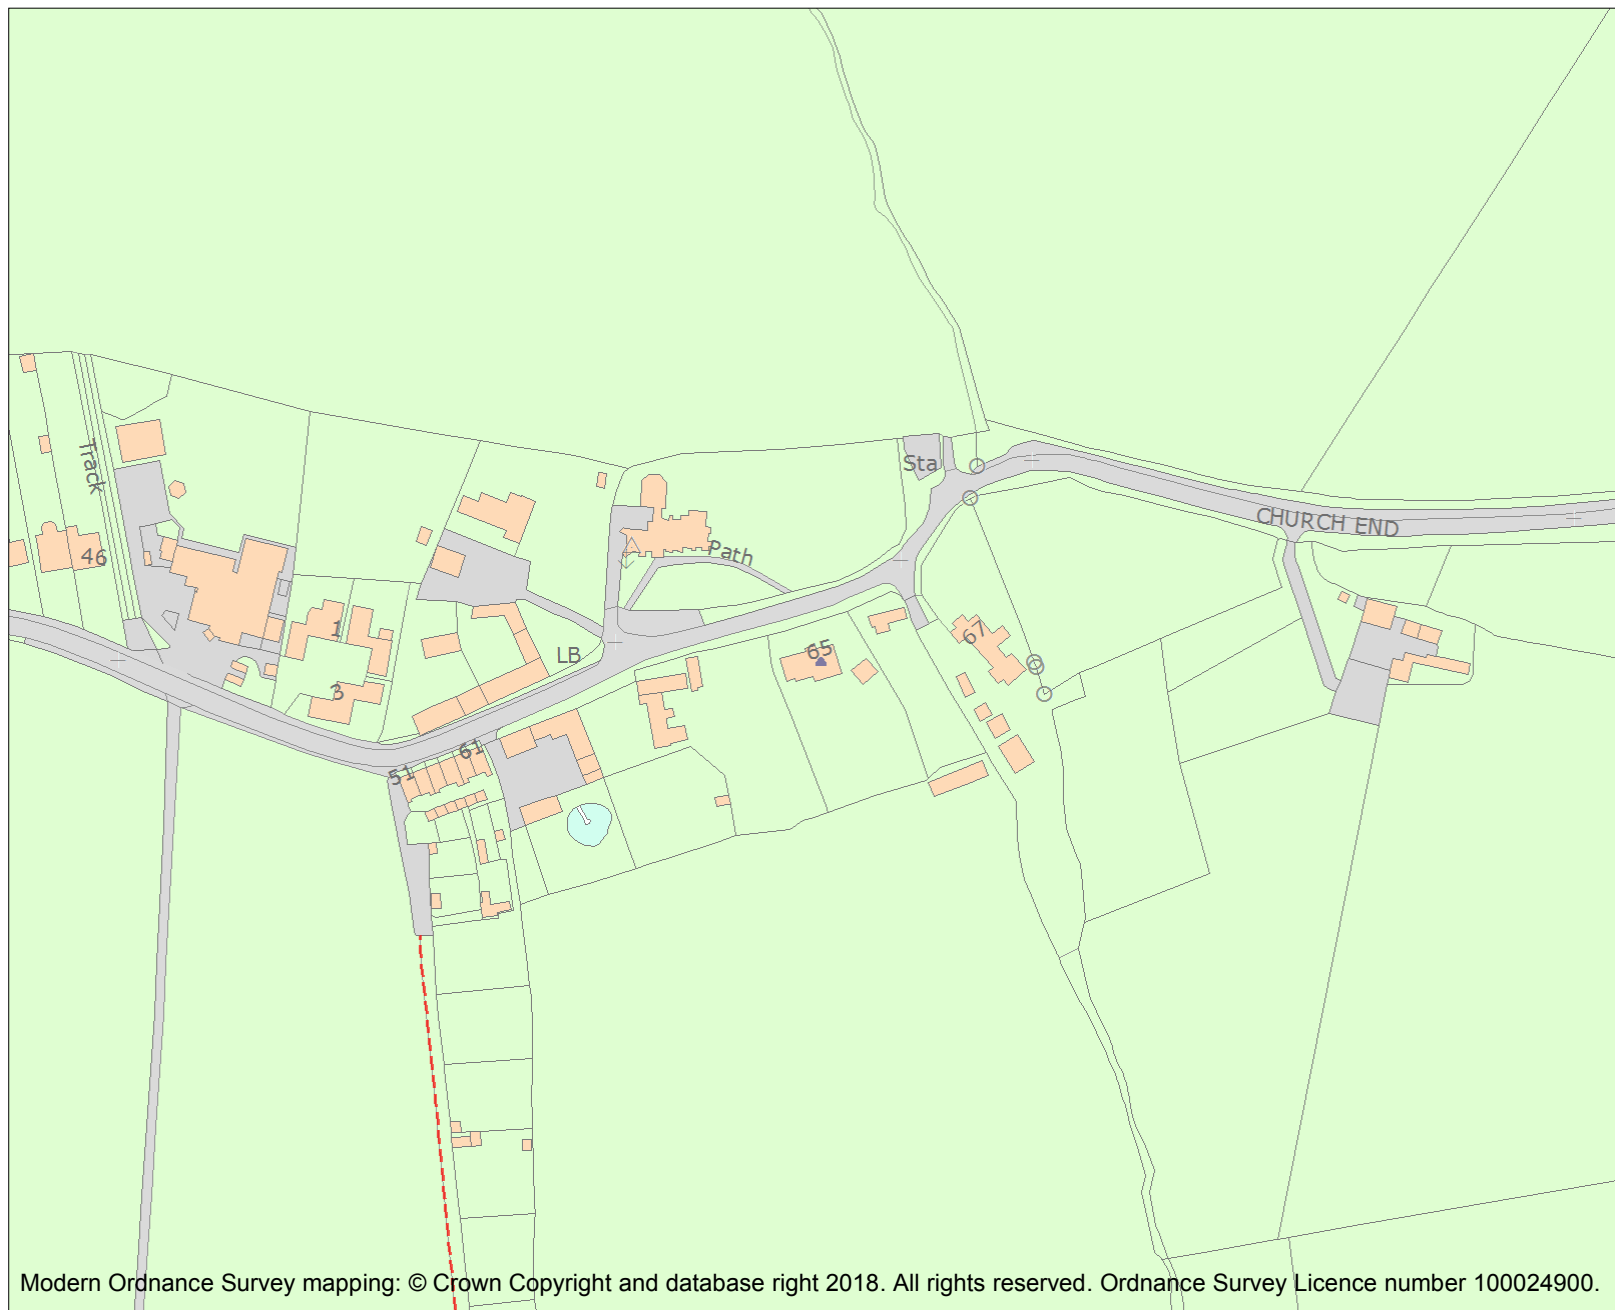 Track
Sta
CHURCH END
46
Path
1
LB
65
67
3
61
51
Modern Ordnance Survey mapping: © Crown Copyright and database right 2018. All rights reserved. Ordnance Survey Licence number 100024900.